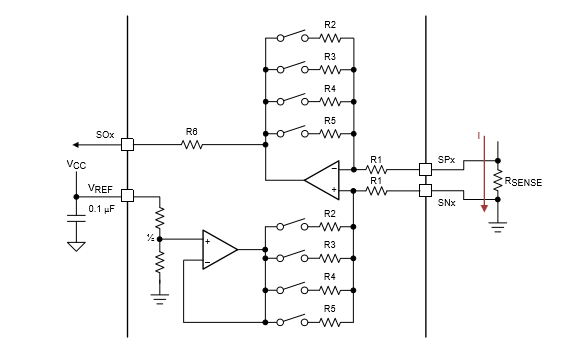 R2
R3
R4
R5
SOx
R6
VCC
VREF
0.1 µF
½
−
+
R1
R1
SPx
SNx
I
RSENSE
+
−
R2
R3
R4
R5